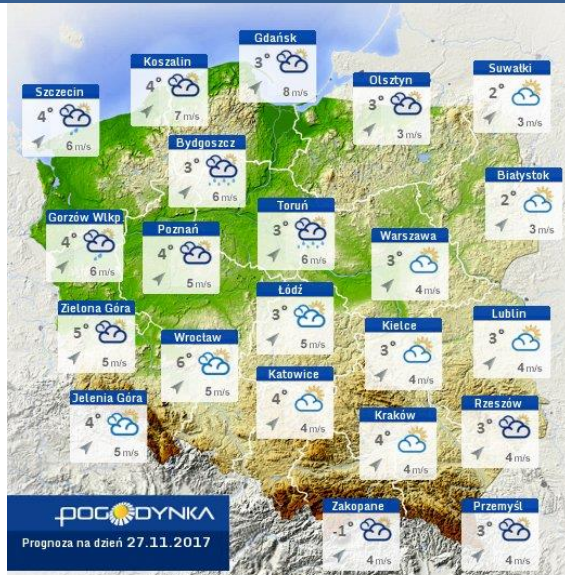 Gdańsk
3°
8 m/s
Koszalin
4°
7 m/s
Suwałki
2°
3 m/s
Olsztyn
3°
3 m/s
Szczecin
4°
6 m/s
Bydgoszcz
3°
6 m/s
Białystok
2°
3 m/s
Toruń
3°
6 m/s
Gorzów Wlkp
4°
6 m/s
Poznań
4°
5 m/s
Warszawa
3°
4 m/s
Łódź
3°
5 m/s
Zielona Góra
5°
5 m/s
Lublin
3°
4 m/s
Kielce
3°
4 m/s
Wrocław
6°
5 m/s
Katowice
4°
4 m/s
Jelenia Góra
4°
5 m/s
Rzeszów
3°
4 m/s
Kraków
4°
4 m/s
Zakopane
-1°
4 m/s
Przemyśl
3°
4 m/s
POGODYNKA
Prognoza na dzień 27.11.2017